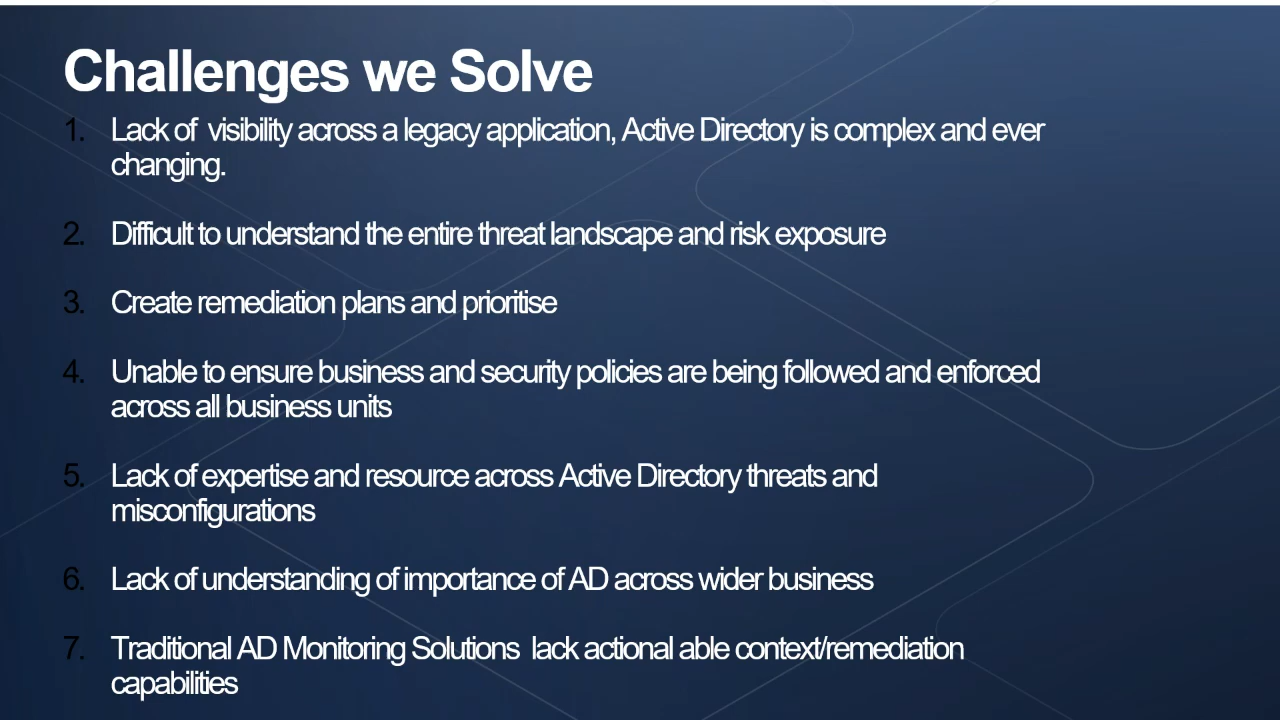 Challenges we Solve
1. Lack of  visibility across a legacy application, Active Directory is complex and ever
changing.
2. Difficult to understand the entire threat landscape and risk exposure
3. Create remediation plans and prioritise
4. Unable to ensure business and security policies are being followed and enforced
across all business units
5. Lack of expertise and resource across Active Directory threats and
misconfigurations
6. Lack of understanding of importance of AD across wider business
7. Traditional AD Monitoring Solutions  lack actional able context/remediation
capabilities